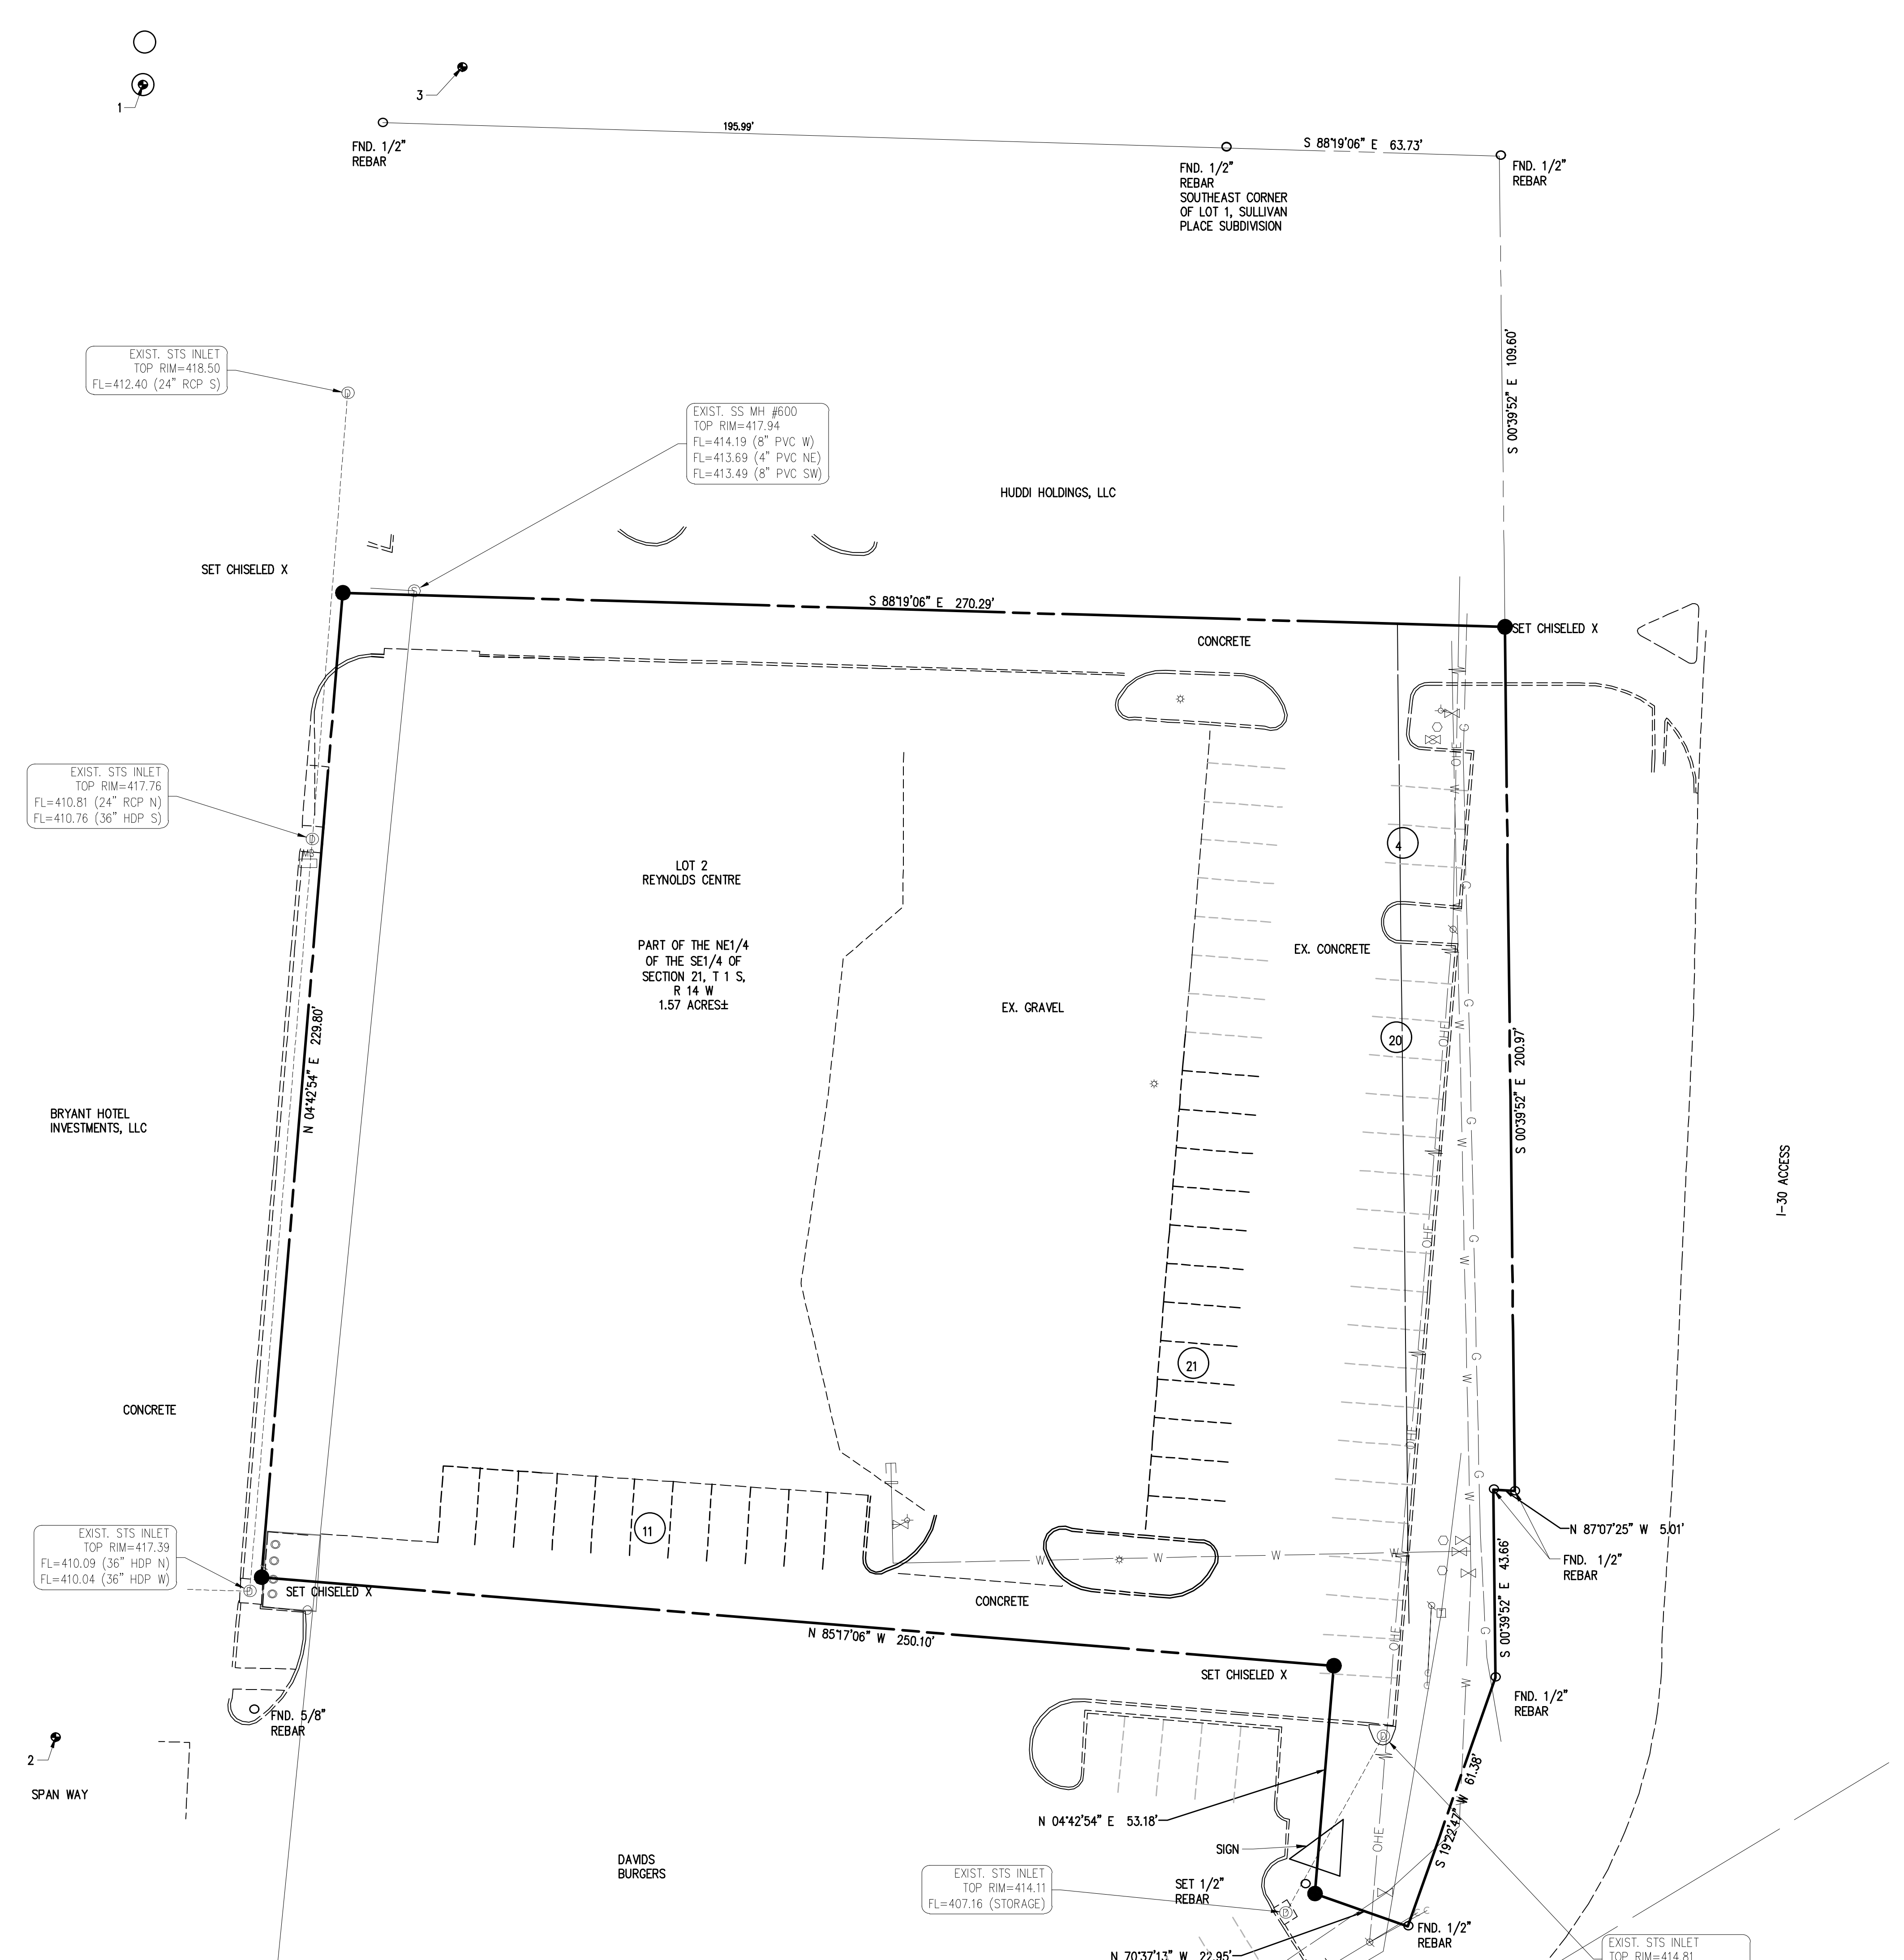 1
3
195.99'
S 88°19'06" E 63.73'
FND. 1/2"
REBAR
FND. 1/2"
REBAR
SOUTHEAST CORNER
OF LOT 1, SULLIVAN
PLACE SUBDIVISION
FND. 1/2"
REBAR
S 00°39'52" E 109.60'
EXIST. STS INLET
TOP RIM=418.50
FL=412.40 (24" RCP S)
EXIST. SS MH #600
TOP RIM=417.94
FL=414.19 (8" PVC W)
FL=413.69 (4" PVC NE)
FL=413.49 (8" PVC SW)
HUDDI HOLDINGS, LLC
D
S
SET CHISELED X
S 88°19'06" E 270.29'
SET CHISELED X
CONCRETE
W
G
OHE
W
EXIST. STS INLET
TOP RIM=417.76
FL=410.81 (24" RCP N)
FL=410.76 (36" HDP S)
D
4
LOT 2
REYNOLDS CENTRE
G
PART OF THE NE1/4
OF THE SE1/4 OF
SECTION 21, T 1 S,
R 14 W
1.57 ACRES±
EX. CONCRETE
EX. GRAVEL
N 04°42'54" E 229.80'
20
OHE
G
W
S 00°39'52" E 200.97'
BRYANT HOTEL
INVESTMENTS, LLC
G
W
I-30 ACCESS
OHE
G
W
21
G
W
CONCRETE
OHE
G
W
11
EXIST. STS INLET
TOP RIM=417.39
FL=410.09 (36" HDP N)
FL=410.04 (36" HDP W)
D
SET CHISELED X
W
W
W
W
N 87°07'25" W 5.01'
FND. 1/2"
REBAR
S 00°39'52" E 43.66'
CONCRETE
N 85°17'06" W 250.10'
OHE
G
W
SET CHISELED X
FND. 1/2"
REBAR
FND. 5/8"
REBAR
2
SPAN WAY
D
N 04°42'54" E 53.18'
S 19°22'47" W 61.38'
OHE
SIGN
DAVIDS
BURGERS
EXIST. STS INLET
TOP RIM=414.11
FL=407.16 (STORAGE)
SET 1/2"
REBAR
D
FND. 1/2"
REBAR
N 70°37'13" W 22.95'
EXIST. STS INLET
TOP RIM=414.81